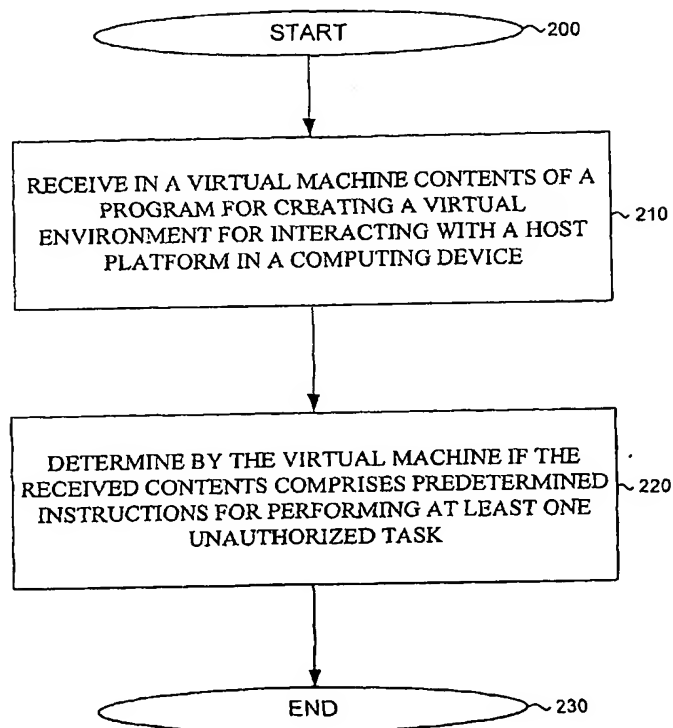 START
200
RECEIVE IN A VIRTUAL MACHINE CONTENTS OF A
PROGRAM FOR CREATING A VIRTUAL
ENVIRONMENT FOR INTERACTING WITH A HOST
PLATFORM IN A COMPUTING DEVICE
210
DETERMINE BY THE VIRTUAL MACHINE IF THE
RECEIVED CONTENTS COMPRISES PREDETERMINED
INSTRUCTIONS FOR PERFORMING AT LEAST ONE
UNAUTHORIZED TASK
220
END
230